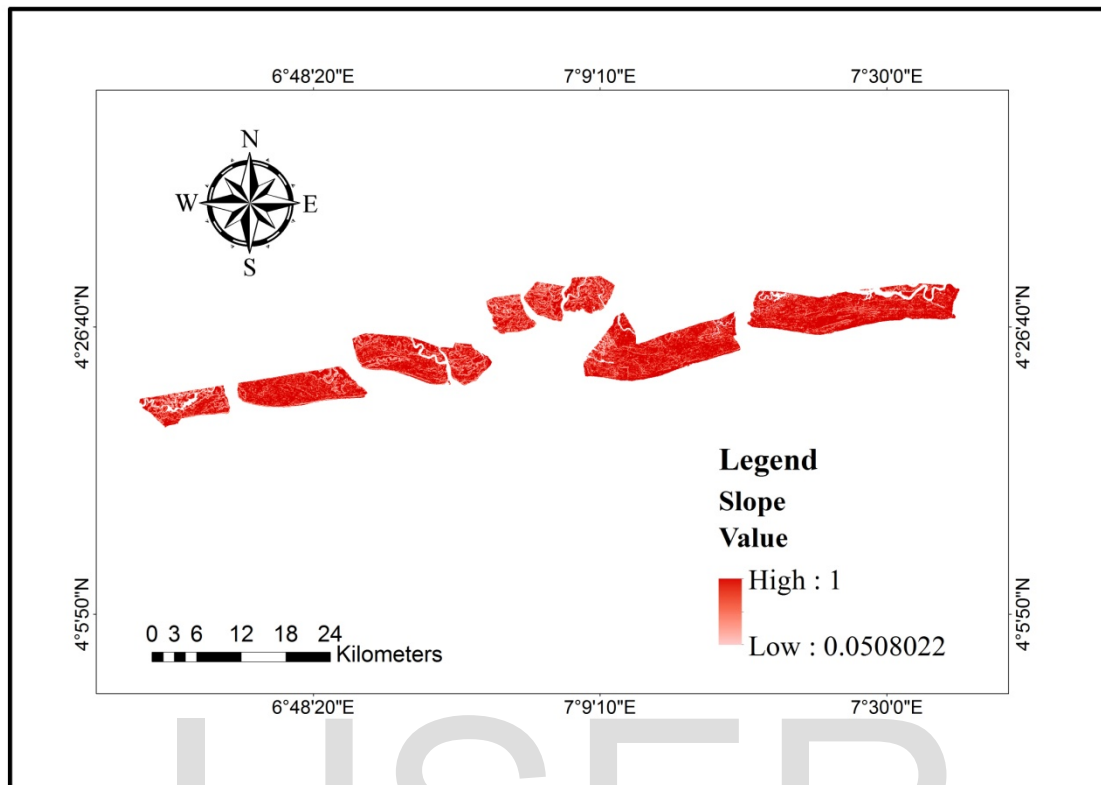 6°48'20"E 7°9'10"E 7°30'0"E
N
W E
S
4°26'40"N 4°26'40"N
Legend
Slope
Value
High : 1
Low : 0.0508022
4°5'50"N 4°5'50"N
0 3 6 12 18 24
Kilometers
6°48'20"E 7°9'10"E 7°30'0"E